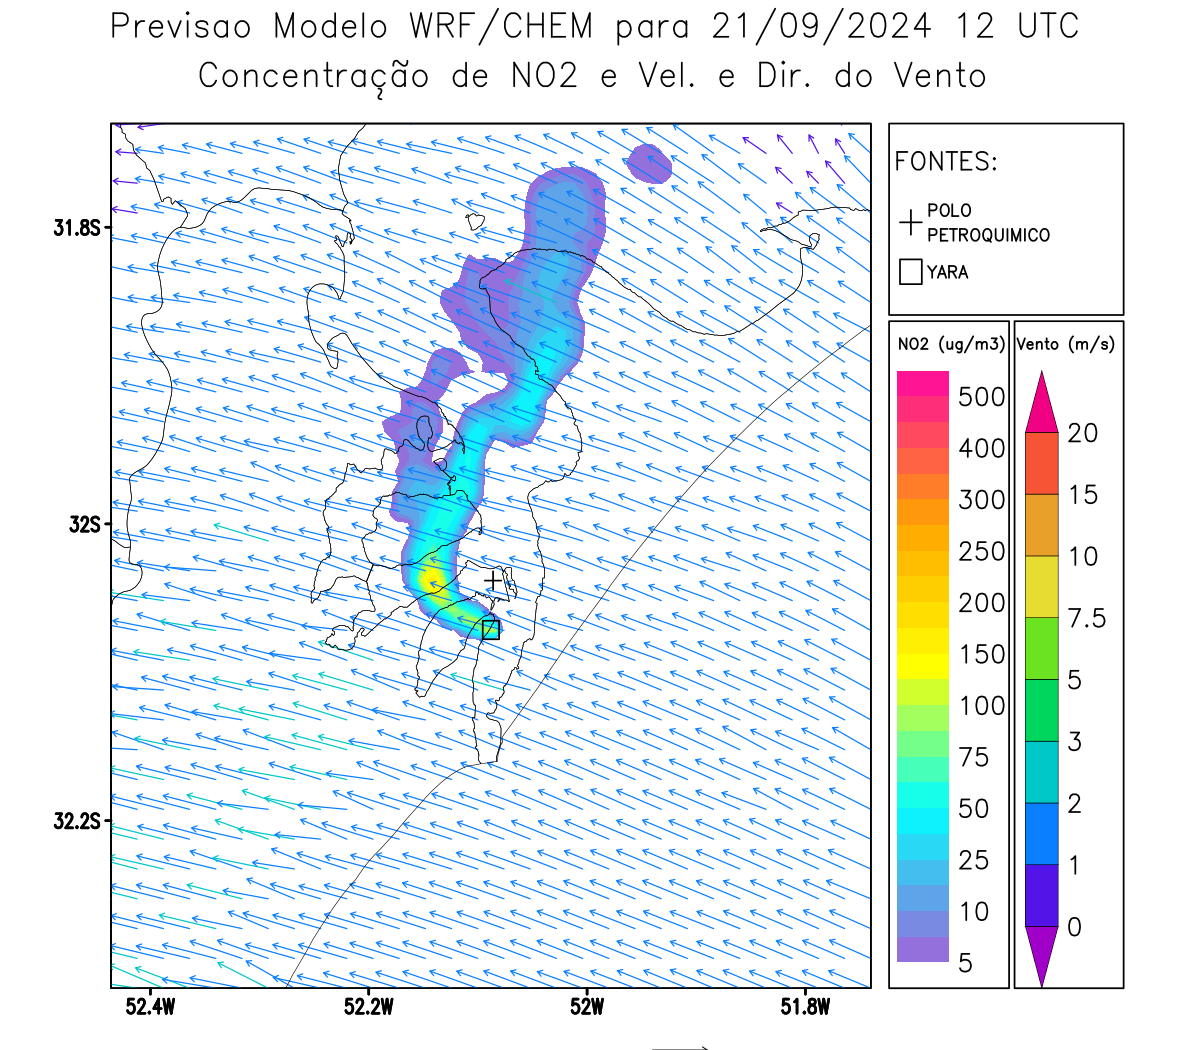 Previsao Modelo WRF/CHEM para 21/09/2024 12 UTC
Concentração de NO2 e Vel. e Dir. do Vento
FONTES:
POLO
PETROQUIMICO
YARA
NO2 (ug/m3)
500
400
300
250
200
150
100
75
50
25
10
5
Vento (m/s)
20
15
10
7.5
5
3
2
1
0
31.8S
32S
32.2S
52.4W 52.2W 52W 51.8W